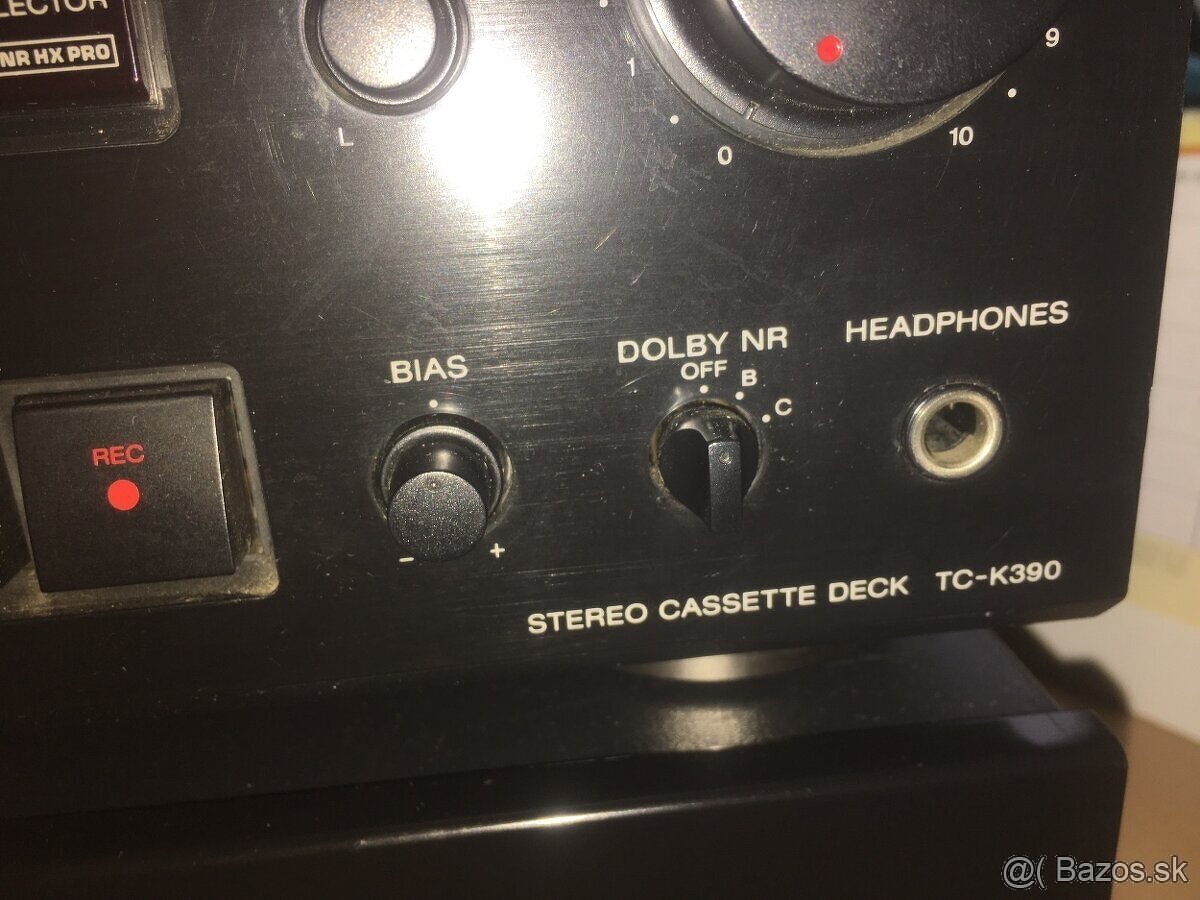 NR HX PRO
L
1
0
9
10
REC
BIAS
- +
DOLBY NR
OFF B C
HEADPHONES
STEREO CASSETTE DECK TC-K390
@( Bazos.sk